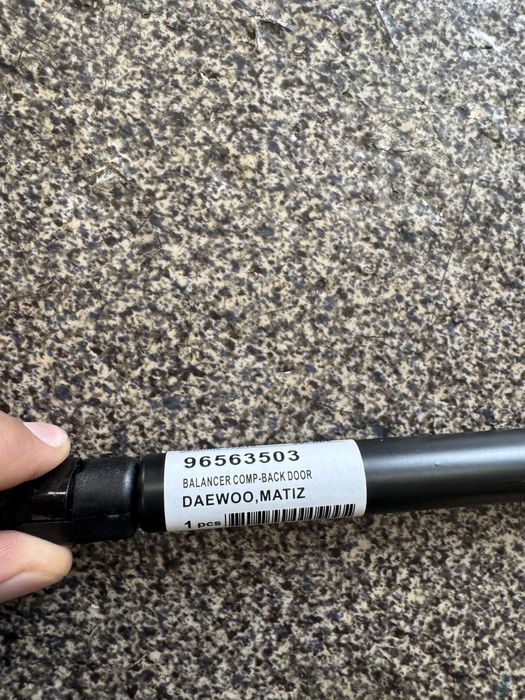 96563503
BALANCER COMP-BACK DOOR
DAEWOO,MATIZ
1 pcs